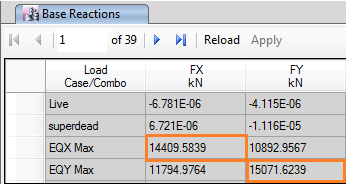 Base Reactions
1 of 39 Reload Apply
Load Case/Combo FX kN FY kN
Live -6.781E-06 -4.115E-06
superdead 6.721E-06 -1.116E-05
EQX Max 14409.5839 10892.9567
EQY Max 11794.9764 15071.6239